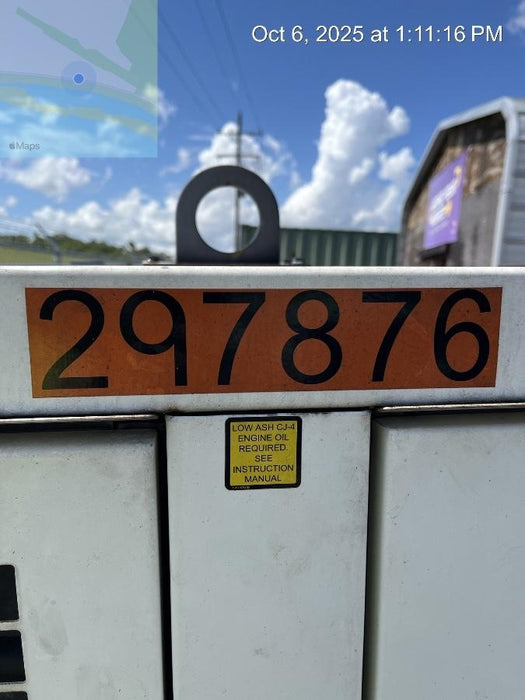 Oct 6, 2025 at 1:11:16 PM
Maps
297876
LOW ASH CJ-4
ENGINE OIL
REQUIRED.
SEE
INSTRUCTION
MANUAL